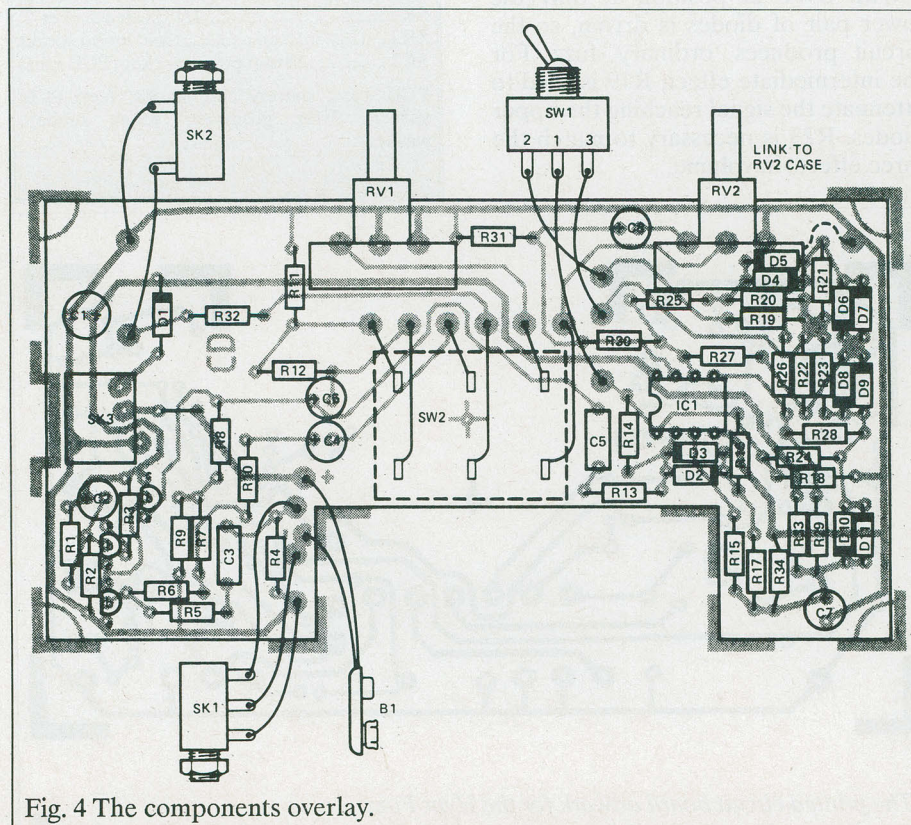 SK2
SW1
2 1 3
LINK TO
RV2 CASE
RV1
RV2
R31
C8
D5
D4
R21
D6
D7
R11
C1
D1
R32
R25
R20
R19
CD
R12
R30
R27
R26
R22
R23
D8
D9
SK3
C6
SW2
IC1
C4
R8
R10
C5
R14
R28
D3
D2
R16
R24
R18
R13
R1
R2
R3
R9
R7
C3
R4
R15
R17
R34
R33
R29
D10
D11
R6
R5
C7
SK1
B1
Fig. 4 The components overlay.